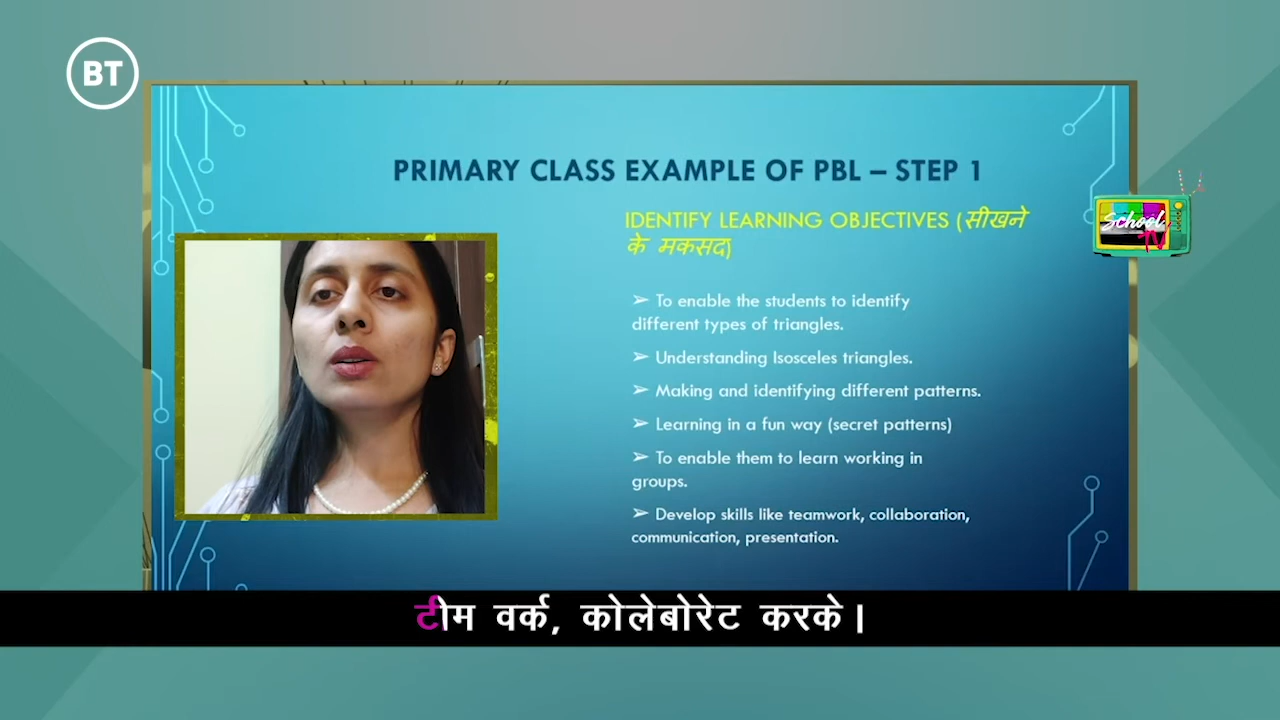 BT
PRIMARY CLASS EXAMPLE OF PBL – STEP 1
IDENTIFY LEARNING OBJECTIVES (सीखने
के मकसद)
School
TV
➢ To enable the students to identify
different types of triangles.
➢ Understanding Isosceles triangles.
➢ Making and identifying different patterns.
➢ Learning in a fun way (secret patterns)
➢ To enable them to learn working in
groups.
➢ Develop skills like teamwork, collaboration,
communication, presentation.
टीम वर्क, कोलेबोरेट करके।